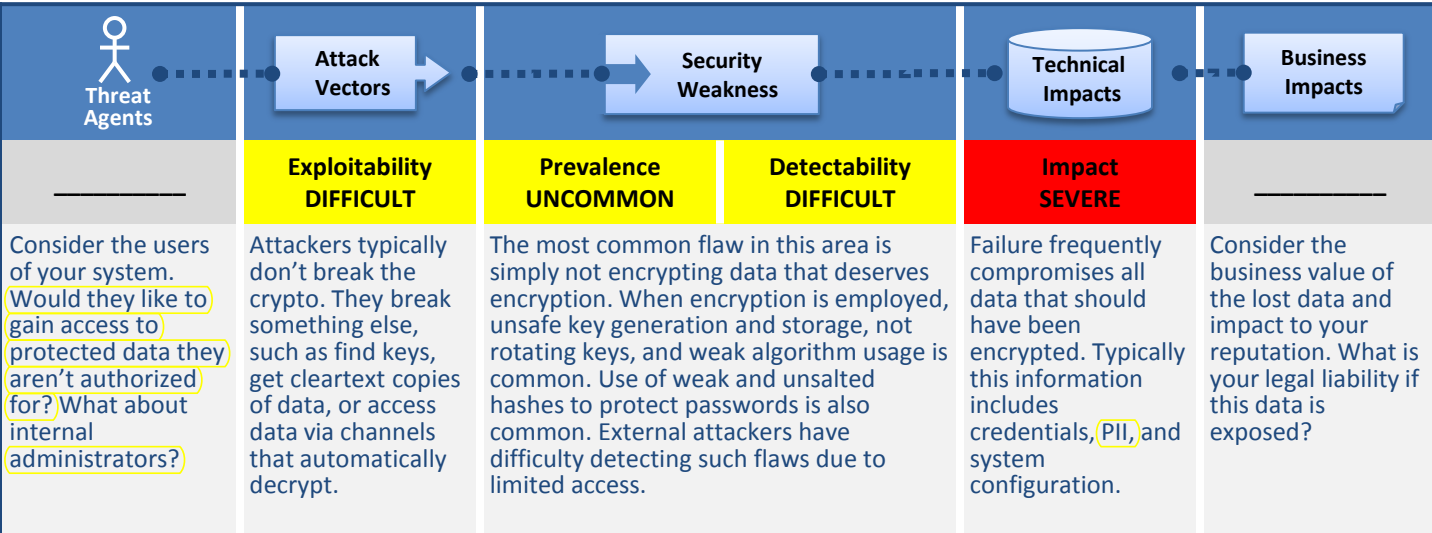 Threat
Agents
Attack
Vectors
Security
Weakness
Technical
Impacts
Business
Impacts
__________
Exploitability
DIFFICULT
Prevalence
UNCOMMON
Detectability
DIFFICULT
Impact
SEVERE
__________
Consider the users
of your system.
Would they like to
gain access to
protected data they
aren’t authorized
for? What about
internal
administrators?
Attackers typically
don’t break the
crypto. They break
something else,
such as find keys,
get cleartext copies
of data, or access
data via channels
that automatically
decrypt.
The most common flaw in this area is
simply not encrypting data that deserves
encryption. When encryption is employed,
unsafe key generation and storage, not
rotating keys, and weak algorithm usage is
common. Use of weak and unsalted
hashes to protect passwords is also
common. External attackers have
difficulty detecting such flaws due to
limited access.
Failure frequently
compromises all
data that should
have been
encrypted. Typically
this information
includes
credentials, PII, and
system
configuration.
Consider the
business value of
the lost data and
impact to your
reputation. What is
your legal liability if
this data is
exposed?